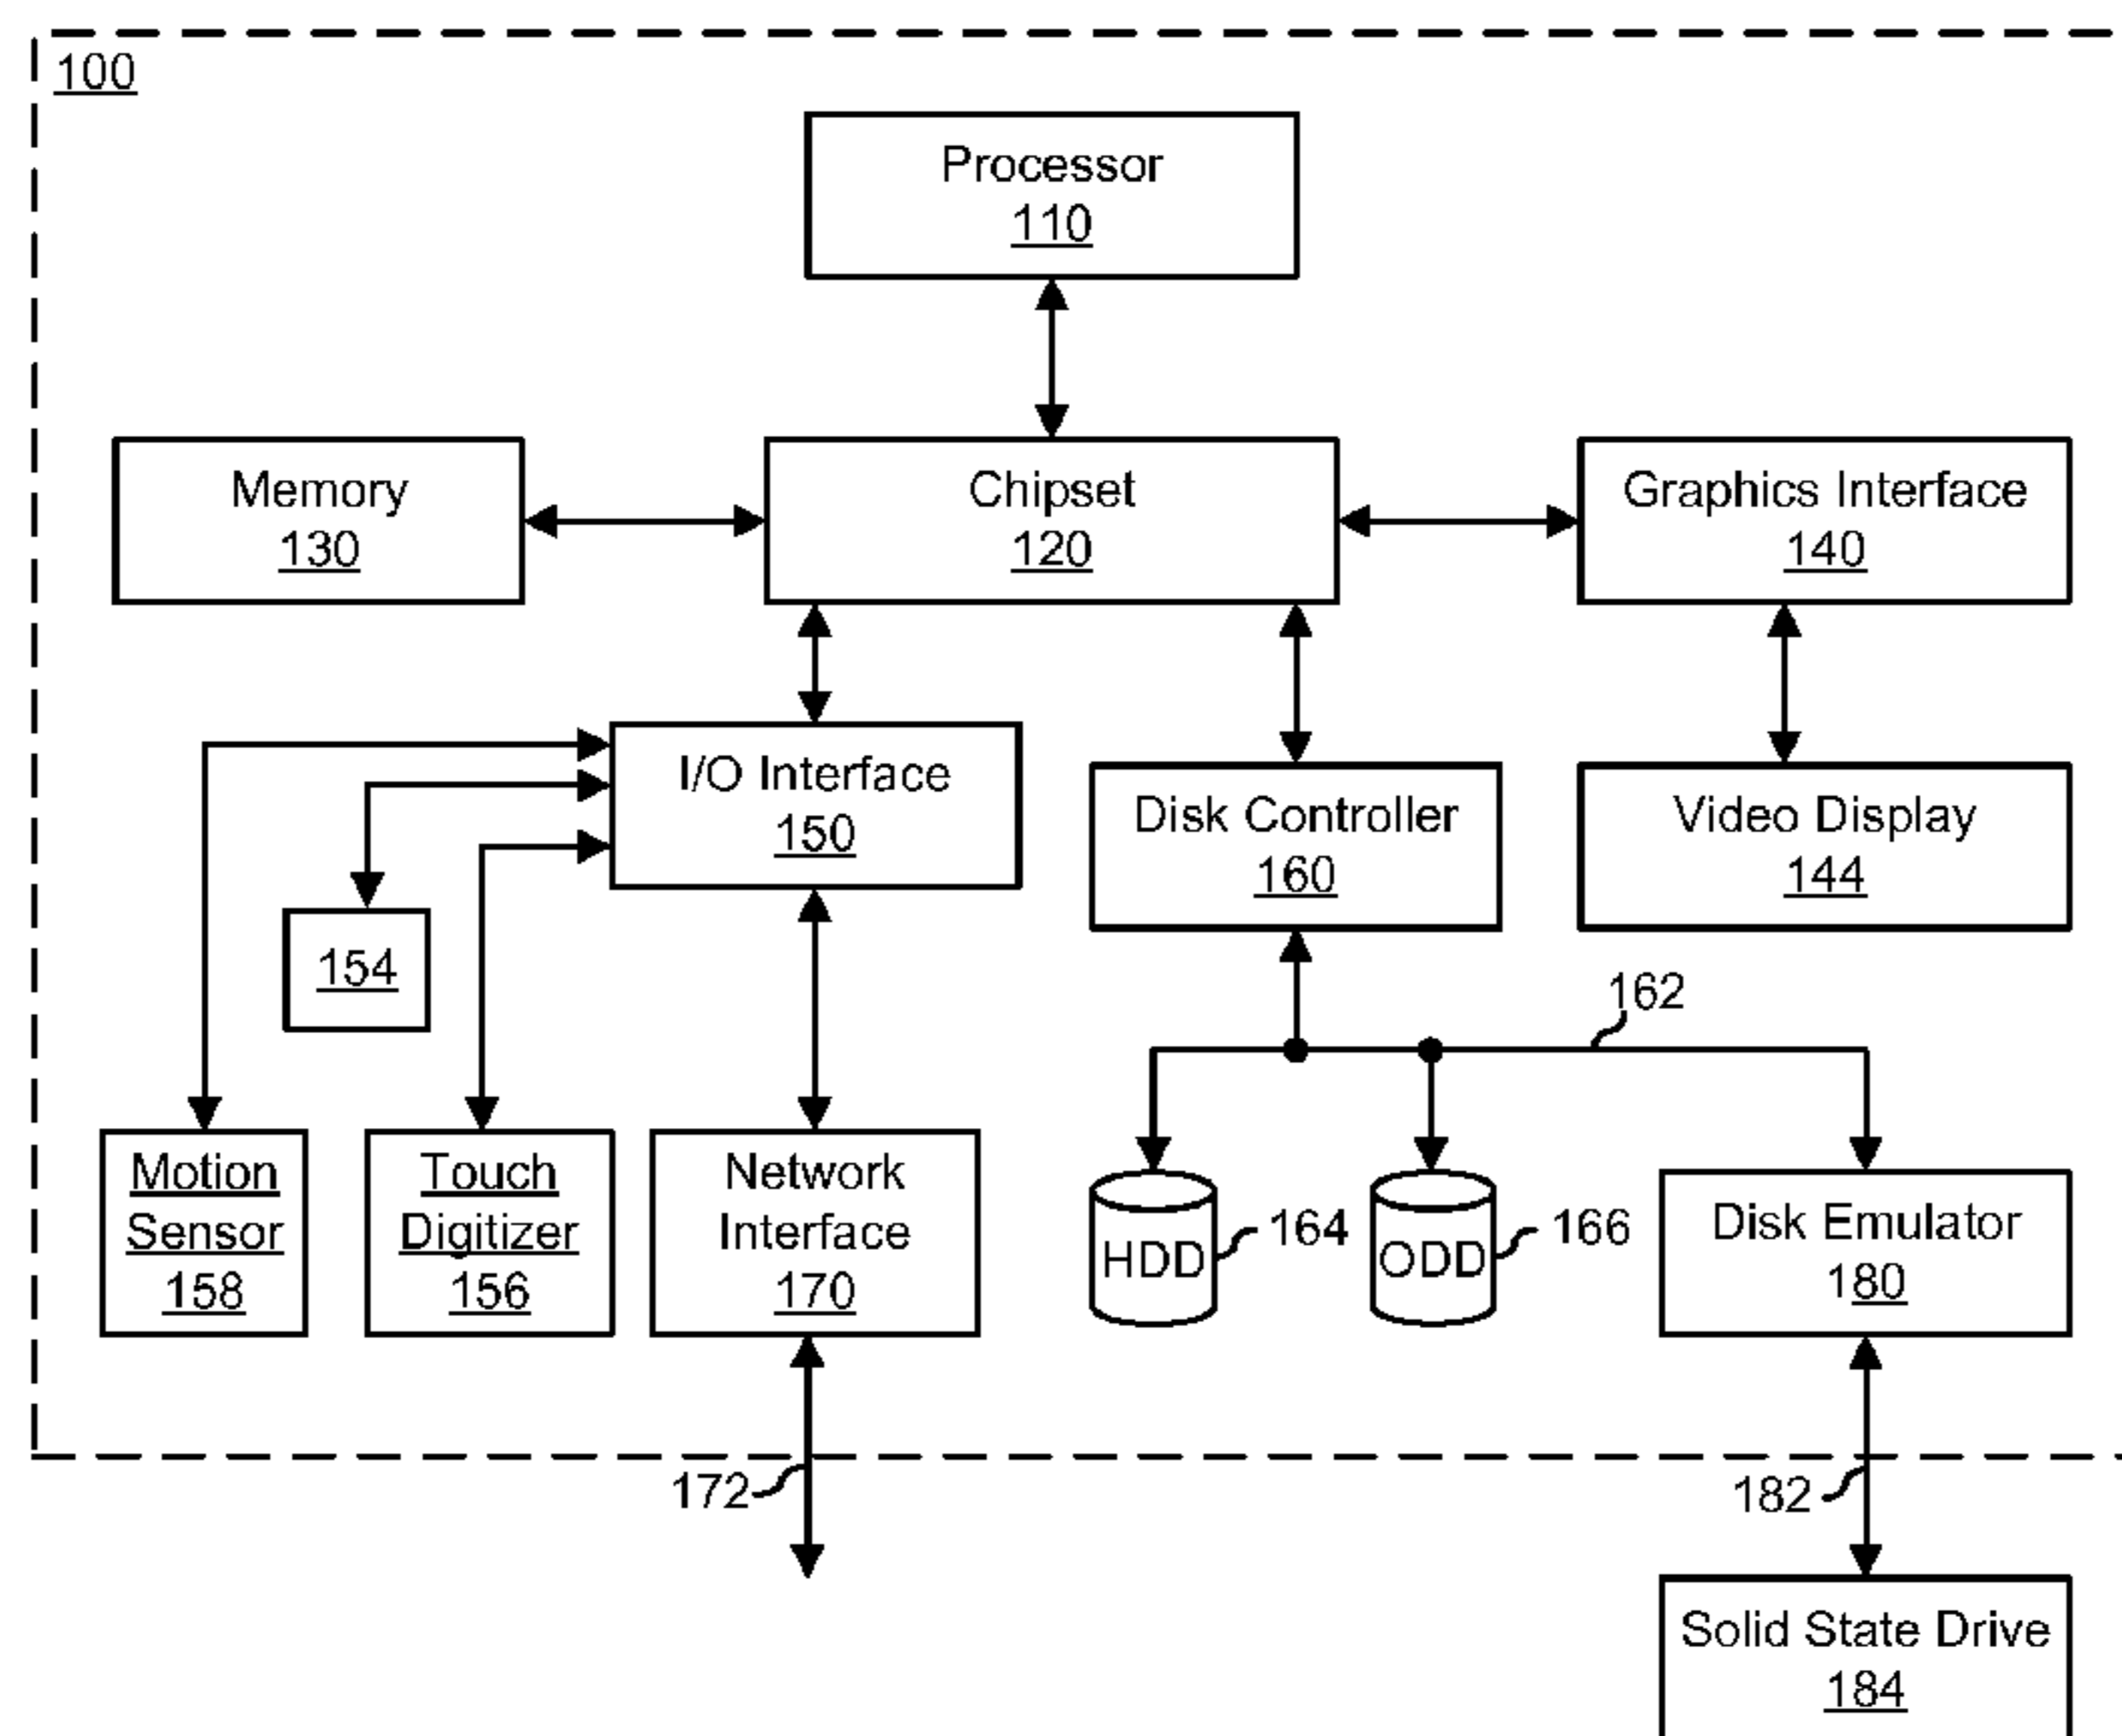 100
Processor
110
Memory
130
Chipset
120
Graphics Interface
140
I/O Interface
150
Disk Controller
160
Video Display
144
154
162
Motion
Sensor
158
Touch
Digitizer
156
Network
Interface
170
HDD
164
ODD
166
Disk Emulator
180
172
182
Solid State Drive
184